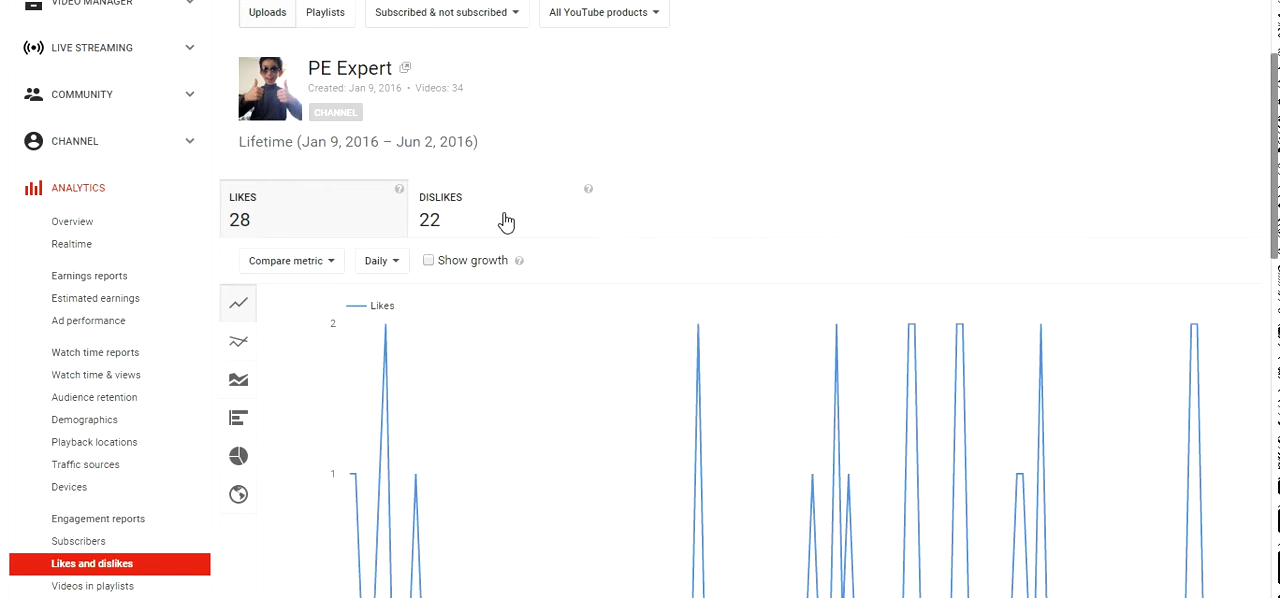 VIDEO MANAGER
Uploads
Playlists
Subscribed & not subscribed
All YouTube products
LIVE STREAMING
COMMUNITY
CHANNEL
ANALYTICS
Overview
Realtime
Earnings reports
Estimated earnings
Ad performance
Watch time reports
Watch time & views
Audience retention
Demographics
Playback locations
Traffic sources
Devices
Engagement reports
Subscribers
Likes and dislikes
Videos in playlists
PE Expert
Created: Jan 9, 2016 • Videos: 34
CHANNEL
Lifetime (Jan 9, 2016 – Jun 2, 2016)
LIKES
?
28
DISLIKES
?
22
Compare metric
Daily
Show growth ?
Likes
2
1